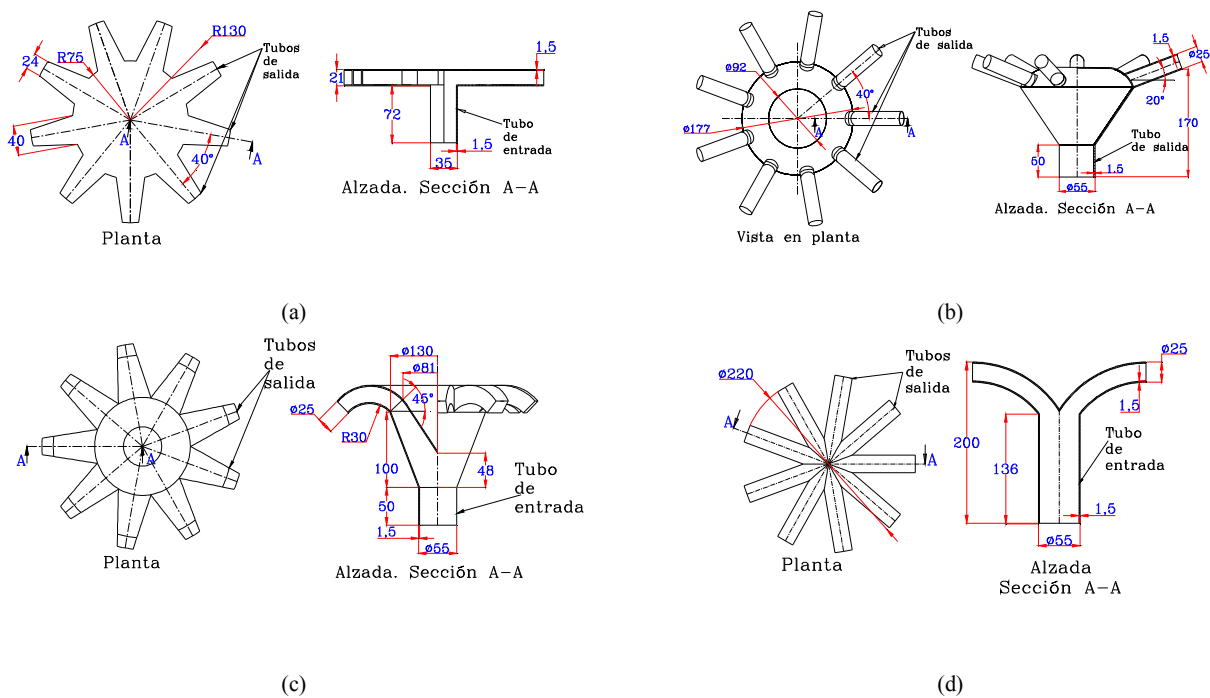 R75
R130
24
Tubos
de
salida
40
A
40°
A
Planta
21
1,5
72
Tubo
de
entrada
1.5
35
Alzada. Sección A-A
(a)
ø92
Tubos
de salida
40°
ø177
A
A
Vista en planta
1,5
ø25
20°
170
Tubo de
salida
50
1.5
ø55
Alzada. Sección A-A
(b)
Tubos
de
salida
A
A
Planta
ø130
ø81
ø25
45°
R30
100
48
50
Tubo
de
entrada
1,5
ø55
Alzada. Sección A-A
(c)
ø220
Tubos
de
salida
A
A
Planta
ø25
1,5
200
136
Tubo
de
entrada
1,5
ø55
Alzada
Sección A-A
(d)